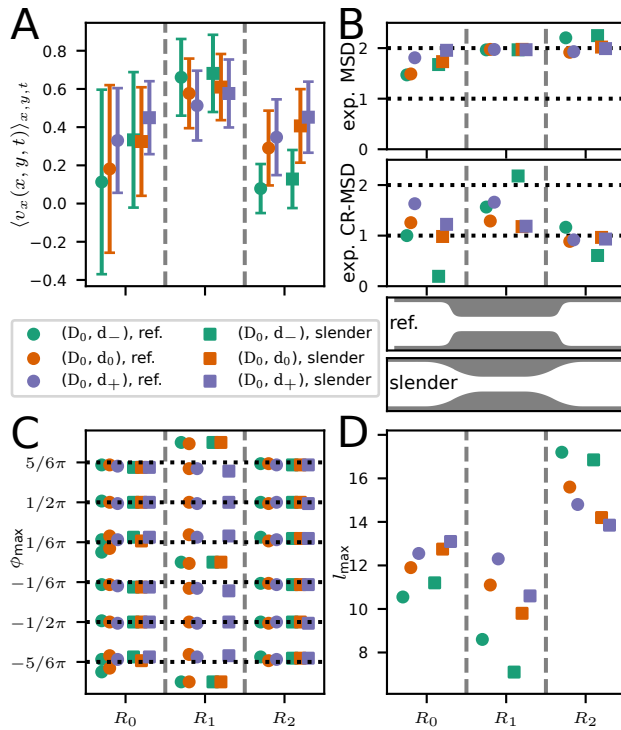 A
B
0.8
0.6
0.4
0.2
0.0
−0.2
−0.4
⟨v_x(x, y, t)⟩_{x,y,t}
R_0
R_1
R_2
exp. MSD
2
1
0
exp. CR-MSD
2
1
0
(D_0, d_−), ref.
(D_0, d_−), slender
(D_0, d_0), ref.
(D_0, d_0), slender
(D_0, d_+), ref.
(D_0, d_+), slender
ref.
slender
C
D
5/6π
1/2π
1/6π
−1/6π
−1/2π
−5/6π
ϕ_max
R_0
R_1
R_2
16
14
12
10
8
l_max
R_0
R_1
R_2